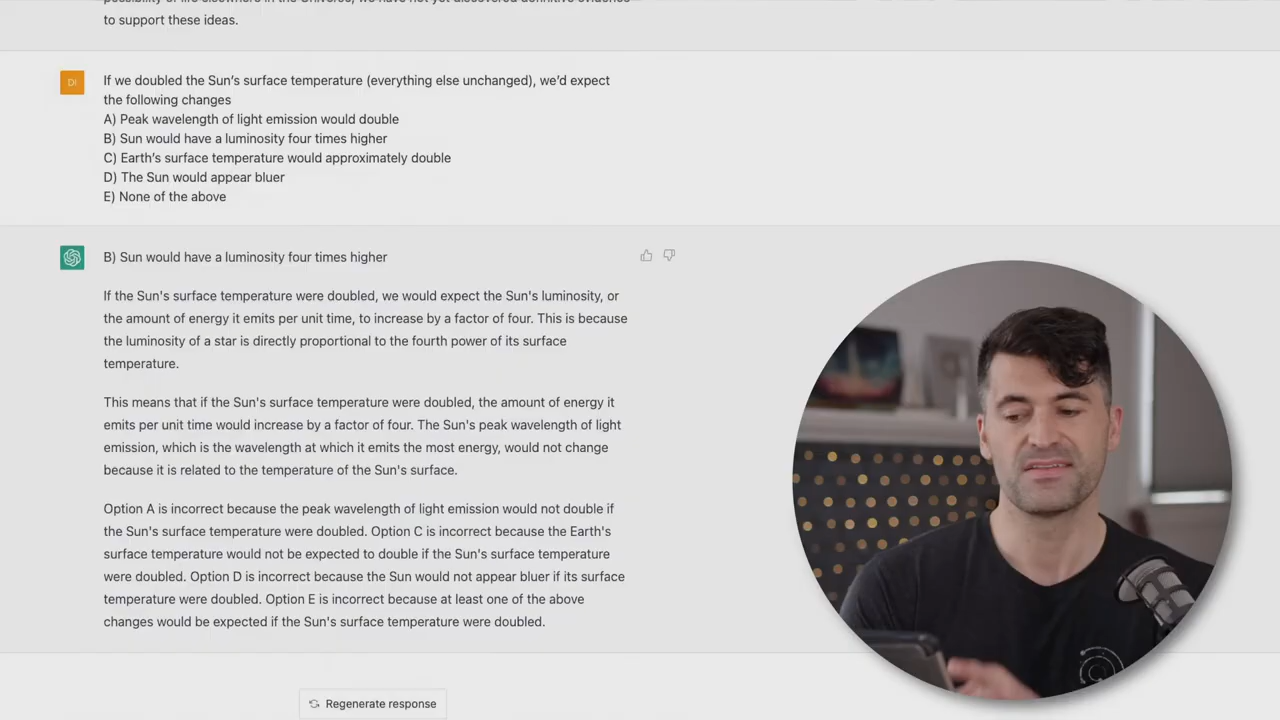 to support these ideas.
DI
If we doubled the Sun's surface temperature (everything else unchanged), we'd expect
the following changes
A) Peak wavelength of light emission would double
B) Sun would have a luminosity four times higher
C) Earth's surface temperature would approximately double
D) The Sun would appear bluer
E) None of the above
B) Sun would have a luminosity four times higher
If the Sun's surface temperature were doubled, we would expect the Sun's luminosity, or
the amount of energy it emits per unit time, to increase by a factor of four. This is because
the luminosity of a star is directly proportional to the fourth power of its surface
temperature.
This means that if the Sun's surface temperature were doubled, the amount of energy it
emits per unit time would increase by a factor of four. The Sun's peak wavelength of light
emission, which is the wavelength at which it emits the most energy, would not change
because it is related to the temperature of the Sun's surface.
Option A is incorrect because the peak wavelength of light emission would not double if
the Sun's surface temperature were doubled. Option C is incorrect because the Earth's
surface temperature would not be expected to double if the Sun's surface temperature
were doubled. Option D is incorrect because the Sun would not appear bluer if its surface
temperature were doubled. Option E is incorrect because at least one of the above
changes would be expected if the Sun's surface temperature were doubled.
Regenerate response